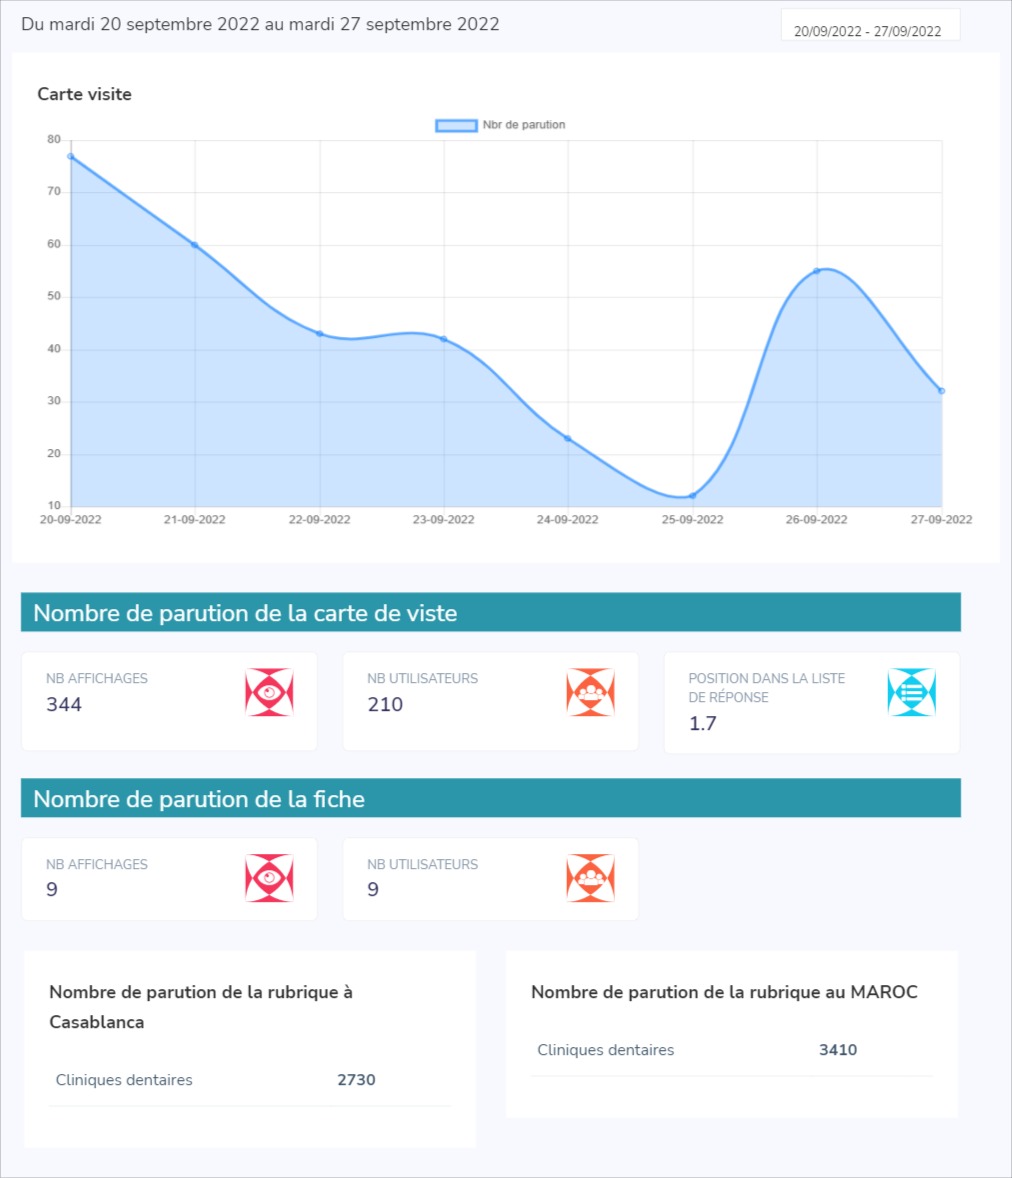 Du mardi 20 septembre 2022 au mardi 27 septembre 2022
20/09/2022 - 27/09/2022
Carte visite
Nbr de parution
80
70
60
50
40
30
20
10
20-09-2022 21-09-2022 22-09-2022 23-09-2022 24-09-2022 25-09-2022 26-09-2022 27-09-2022
Nombre de parution de la carte de viste
NB AFFICHAGES
344
NB UTILISATEURS
210
POSITION DANS LA LISTE
DE RÉPONSE
1.7
Nombre de parution de la fiche
NB AFFICHAGES
9
NB UTILISATEURS
9
Nombre de parution de la rubrique à
Casablanca
Cliniques dentaires 2730
Nombre de parution de la rubrique au MAROC
Cliniques dentaires 3410